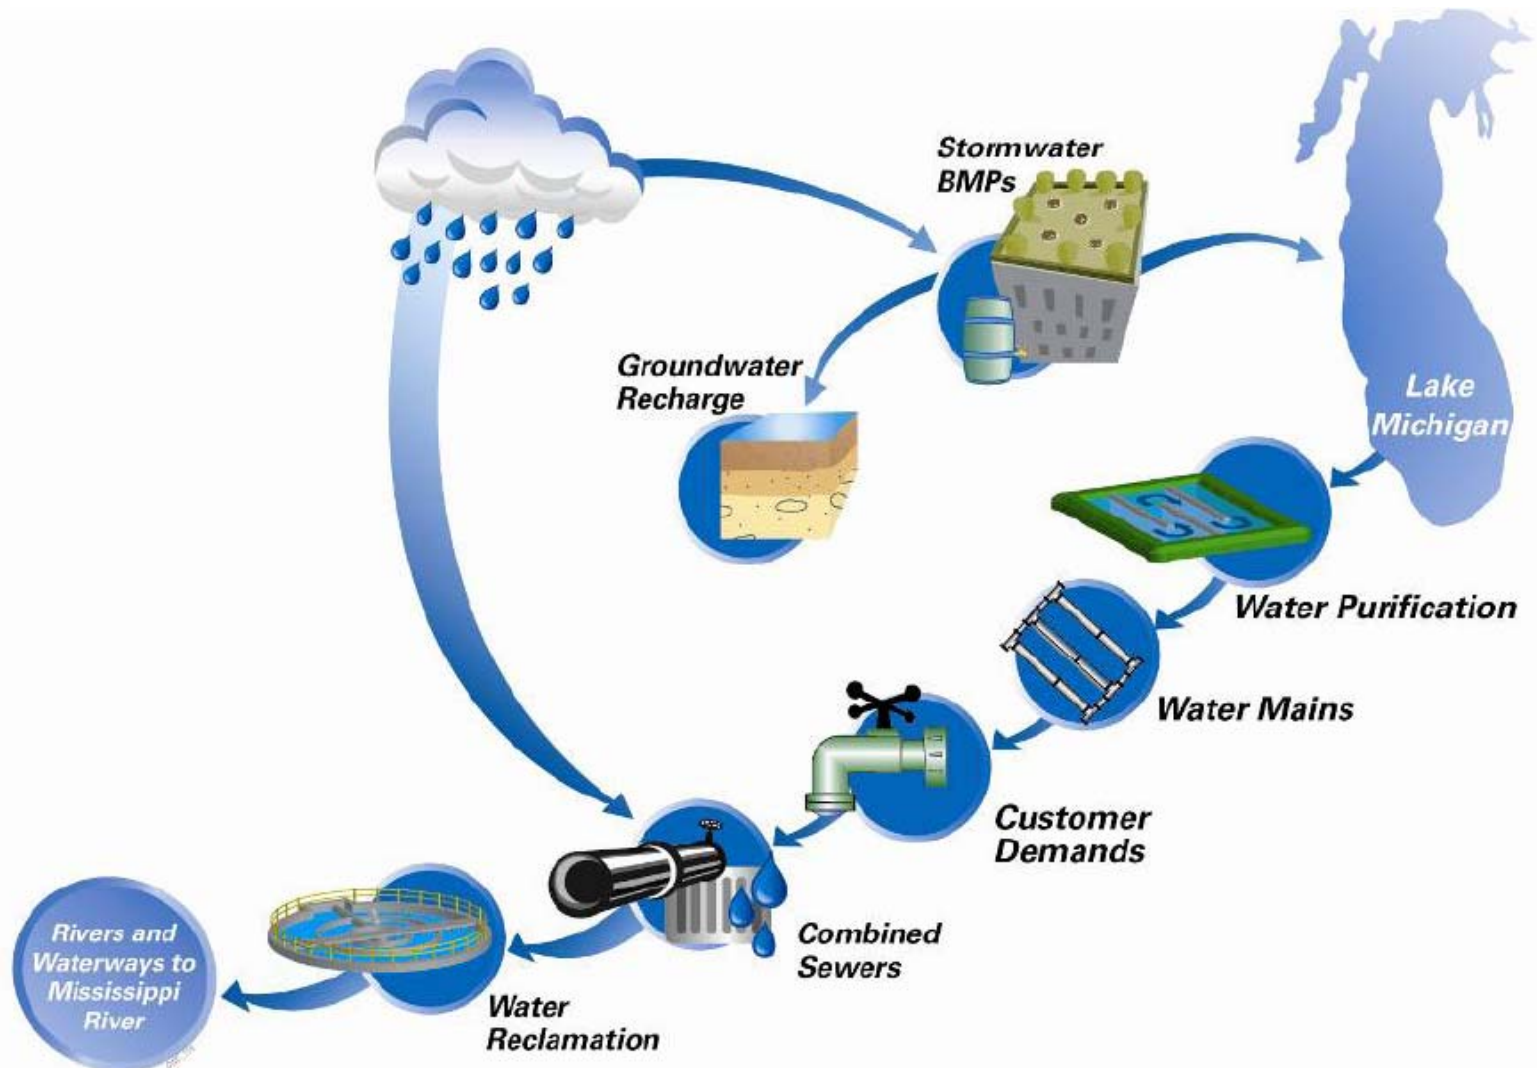 Stormwater
BMPs
Groundwater
Recharge
Lake
Michigan
Water Purification
Water Mains
Customer
Demands
Combined
Sewers
Water
Reclamation
Rivers and
Waterways to
Mississippi
River